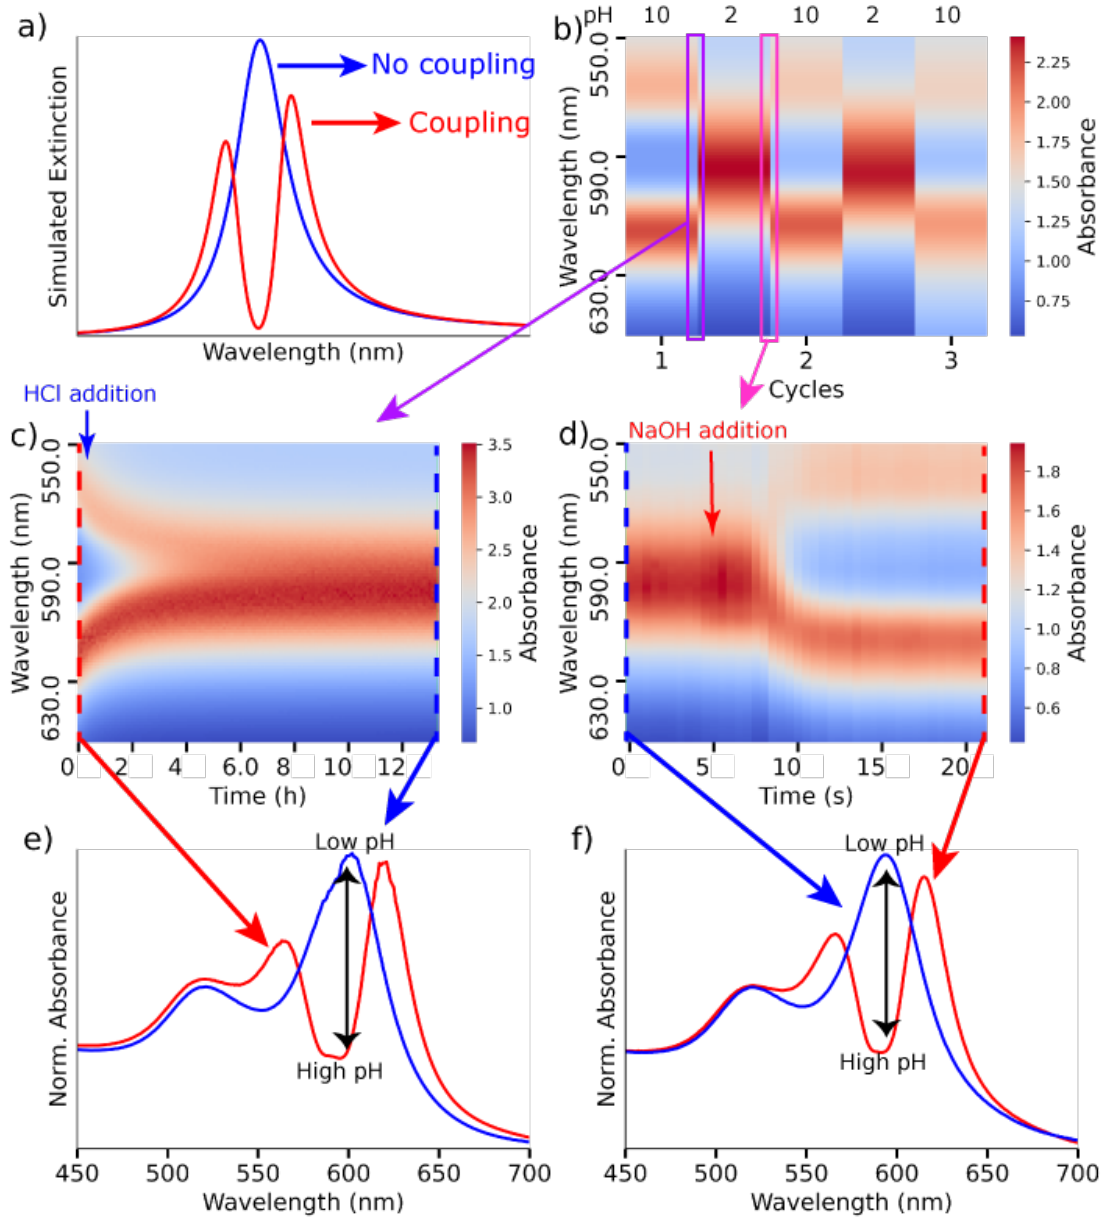 a)
No coupling
Coupling
Simulated Extinction
Wavelength (nm)
b)
pH 10 2 10 2 10
550.0
590.0
630.0
Wavelength (nm)
1 2 3
Cycles
2.25
2.00
1.75
1.50
1.25
1.00
0.75
Absorbance
HCl addition
c)
550.0
590.0
630.0
Wavelength (nm)
0 2 4 6.0 8 10 12
Time (h)
3.5
3.0
2.5
2.0
1.5
1.0
Absorbance
d)
NaOH addition
550.0
590.0
630.0
Wavelength (nm)
0 5 10 15 20
Time (s)
1.8
1.6
1.4
1.2
1.0
0.8
0.6
Absorbance
e)
Low pH
High pH
Norm. Absorbance
450 500 550 600 650 700
Wavelength (nm)
f)
Low pH
High pH
Norm. Absorbance
450 500 550 600 650 700
Wavelength (nm)